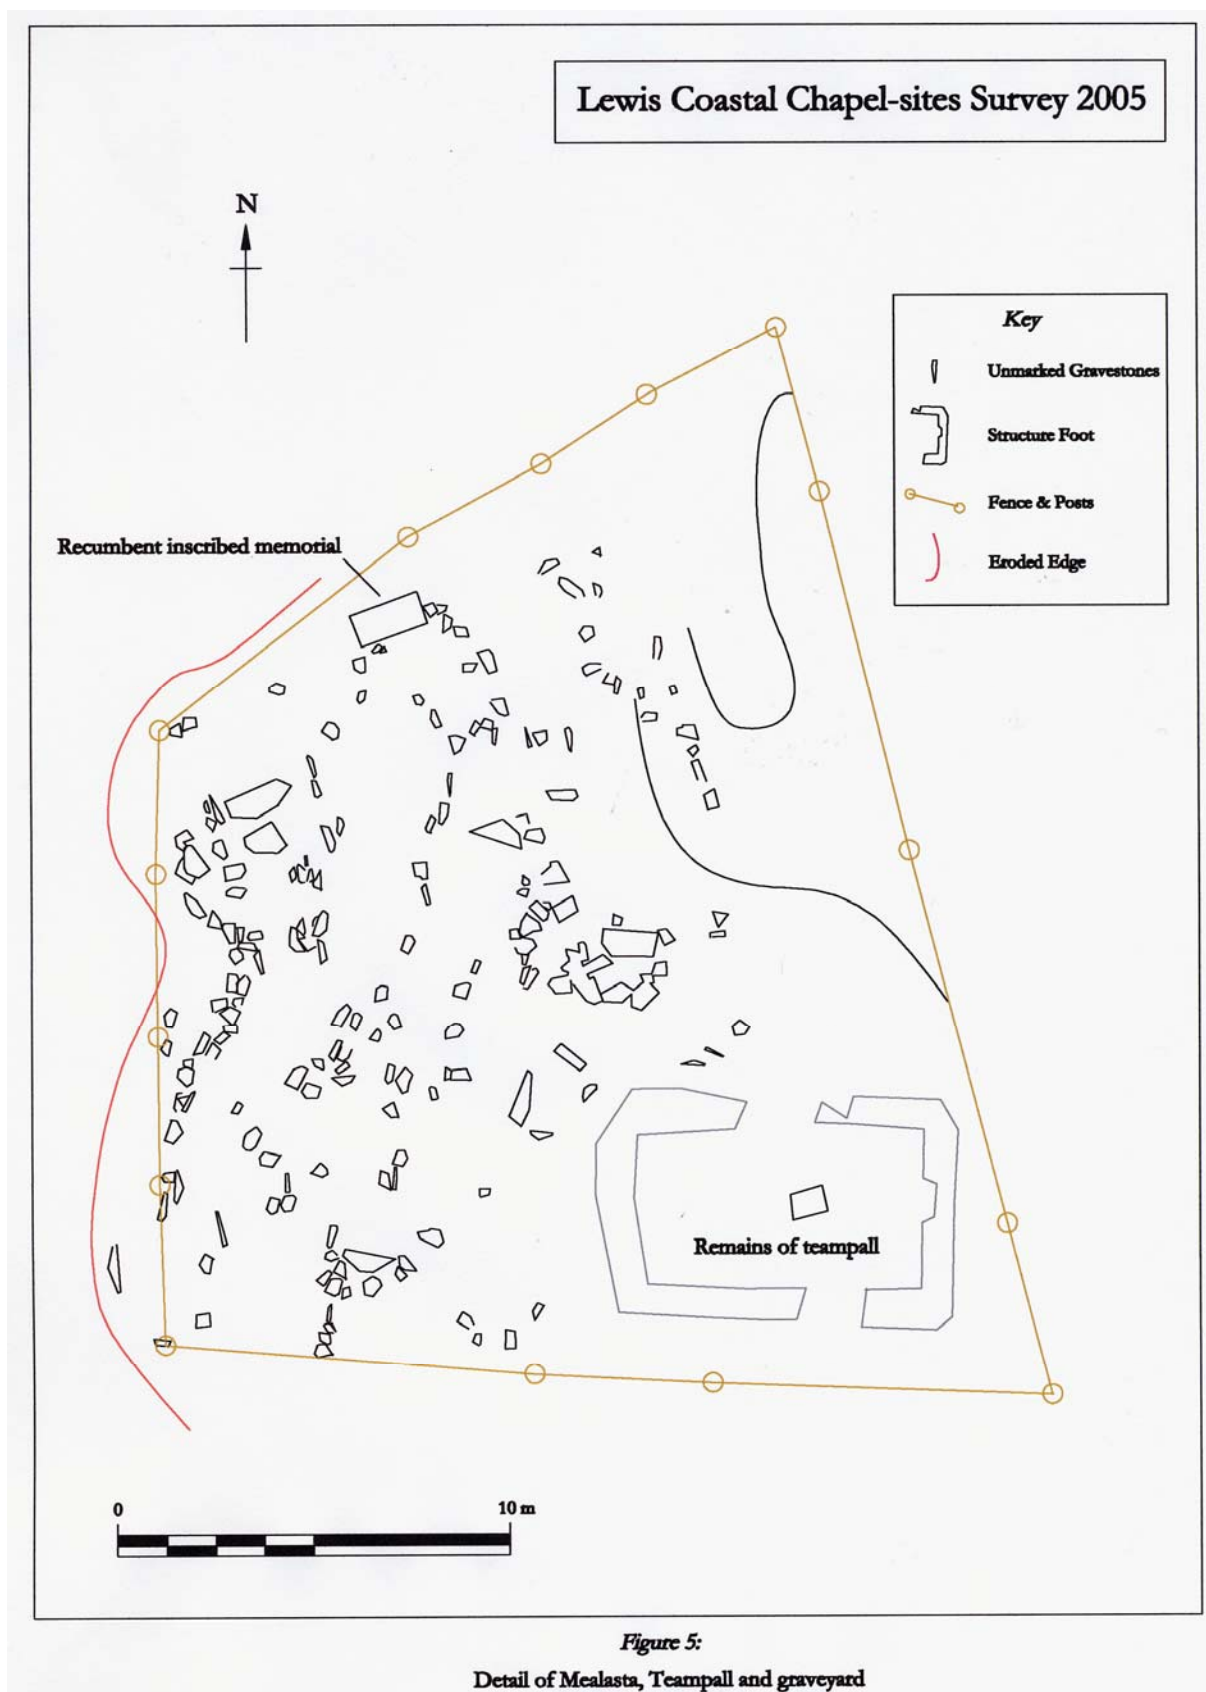 Lewis Coastal Chapel-sites Survey 2005
N
Key
Unmarked Gravestones
Structure Foot
Fence & Posts
Eroded Edge
Recumbent inscribed memorial
Remains of teampall
0 10 m
Figure 5:
Detail of Mealasta, Teampall and graveyard